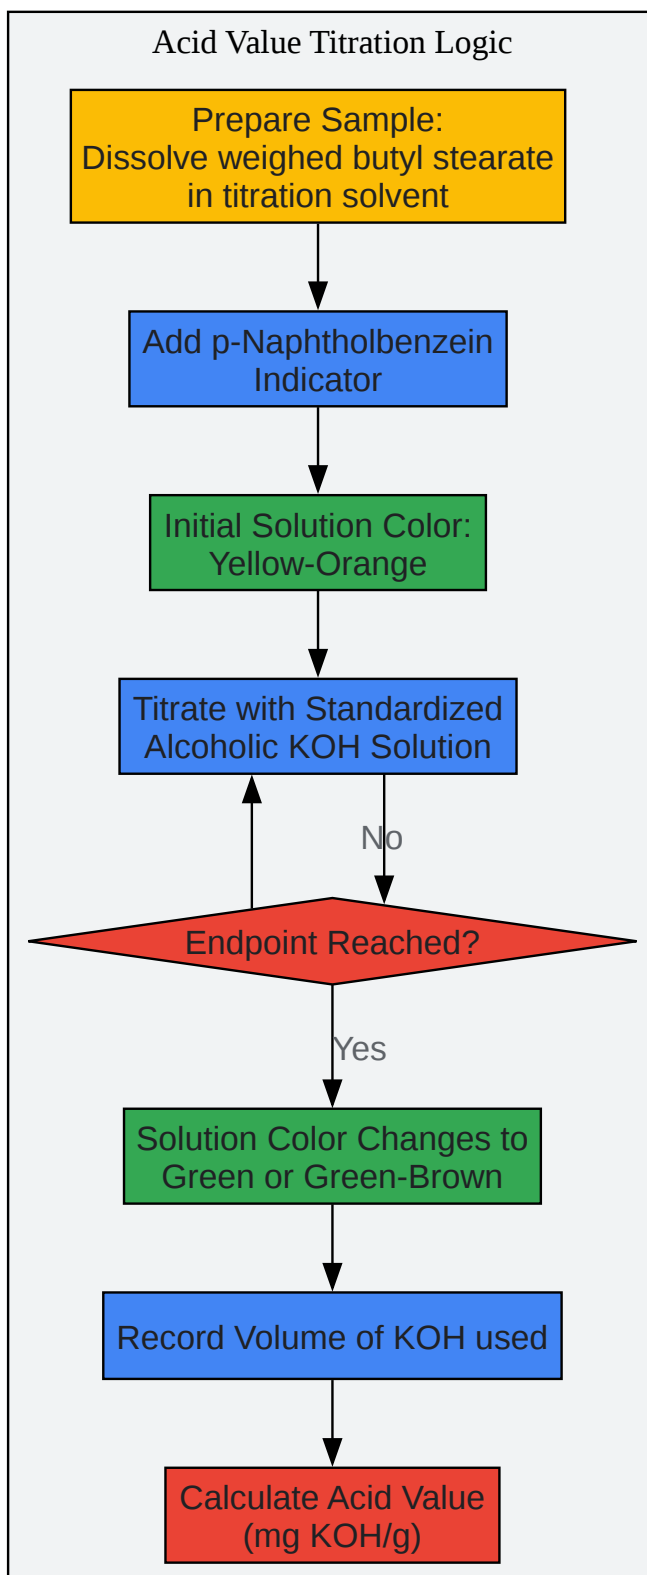 Acid Value Titration Logic
Prepare Sample:
Dissolve weighed butyl stearate
in titration solvent
Add p-Naphtholbenzein
Indicator
Initial Solution Color:
Yellow-Orange
Titrate with Standardized
Alcoholic KOH Solution
No
Endpoint Reached?
Yes
Solution Color Changes to
Green or Green-Brown
Record Volume of KOH used
Calculate Acid Value
(mg KOH/g)